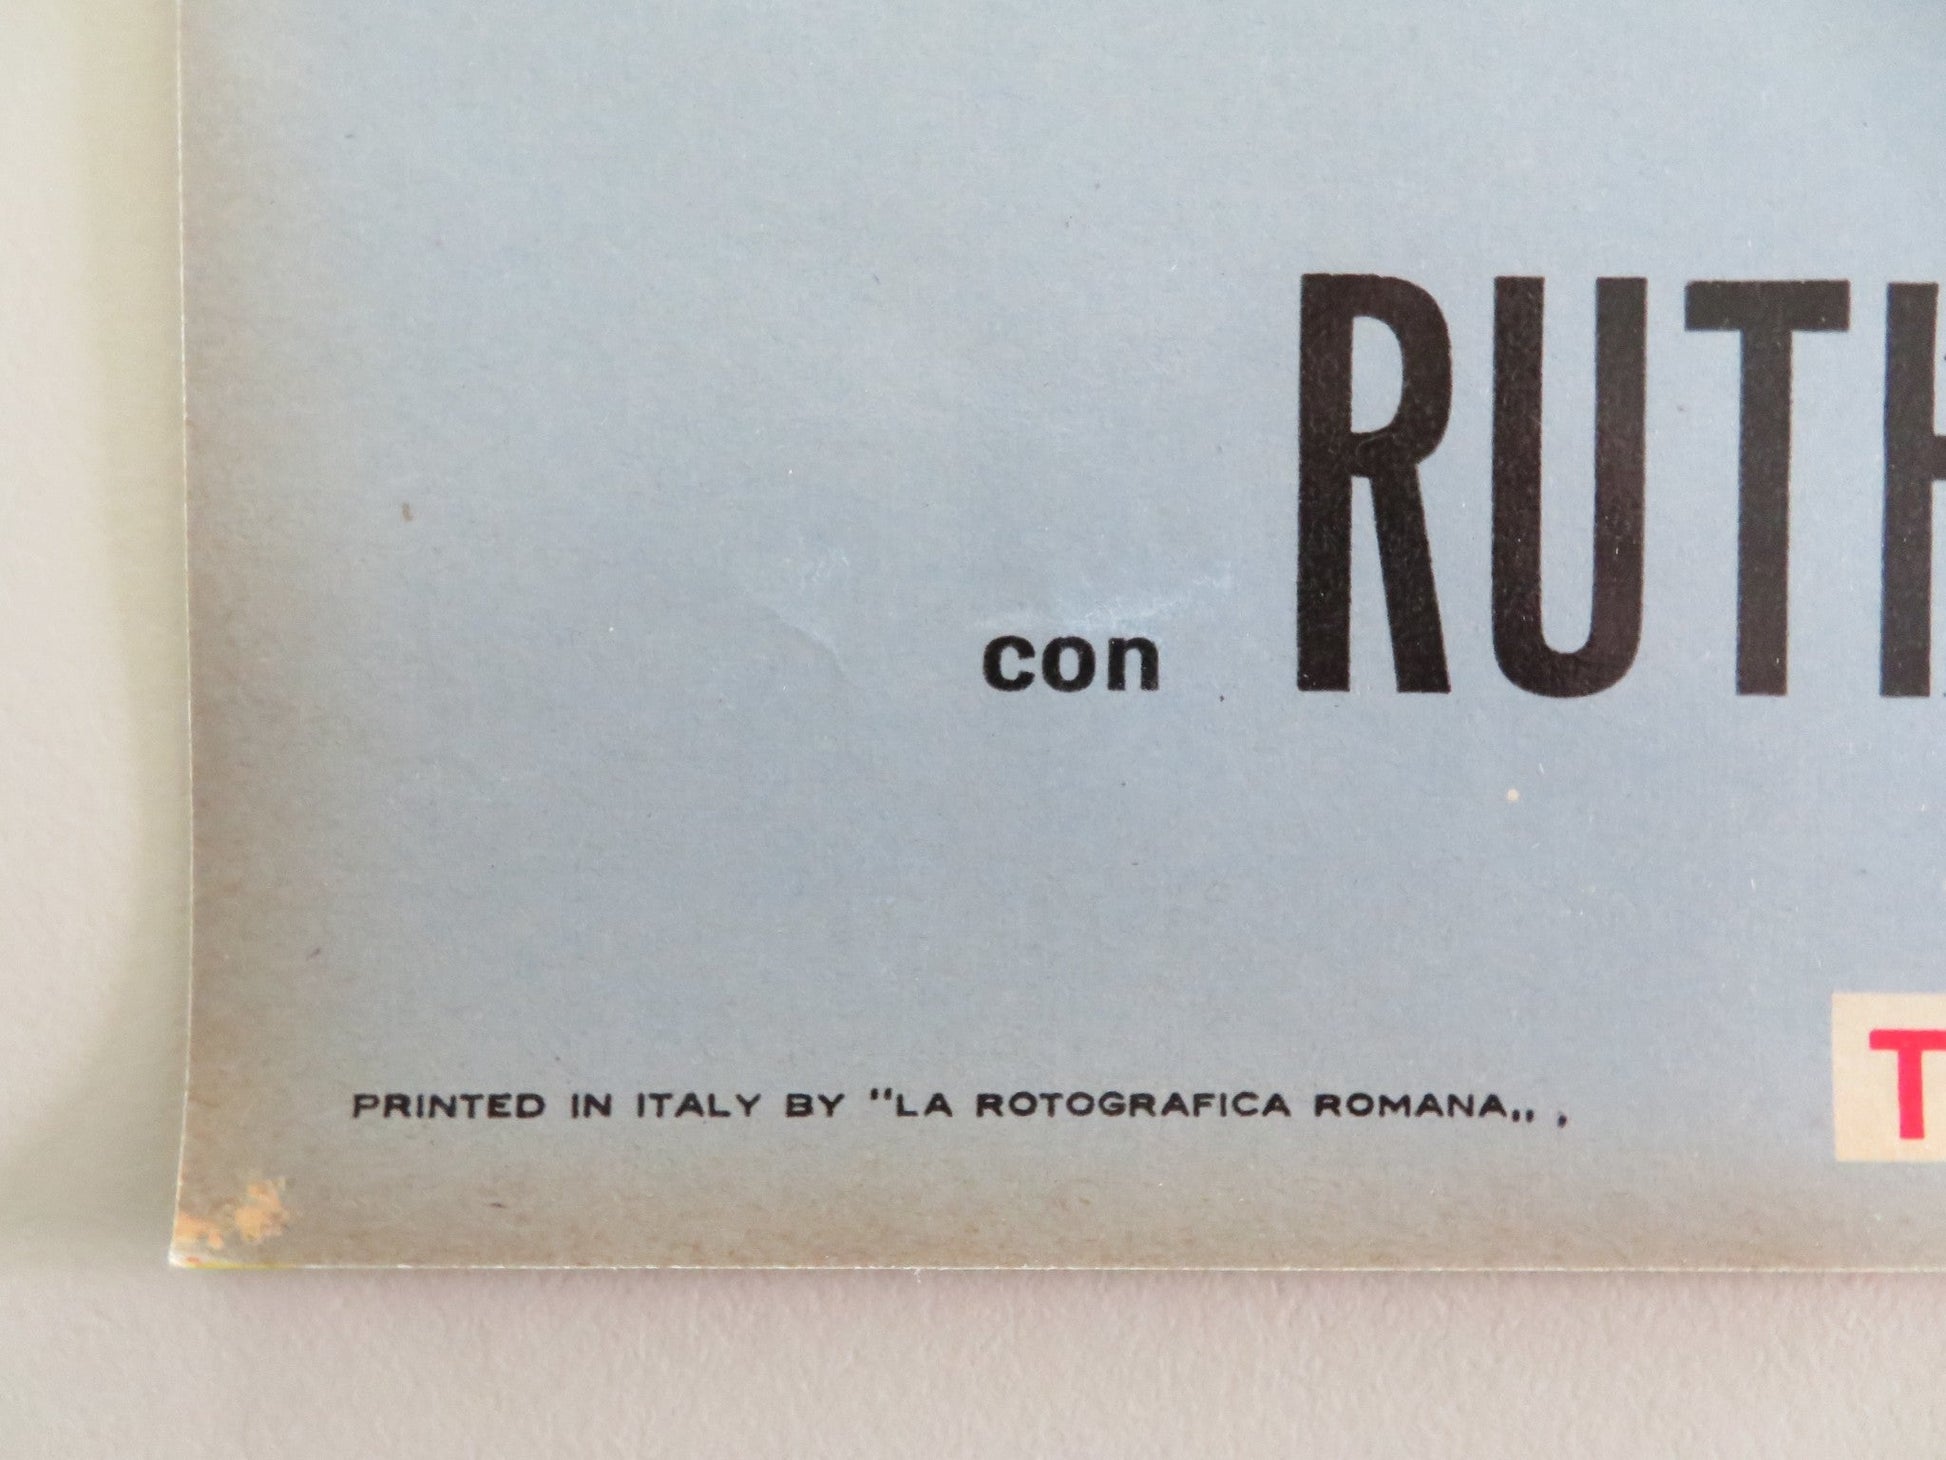 con RUTH
T
PRINTED IN ITALY BY "LA ROTOGRAFICA ROMANA„ ,